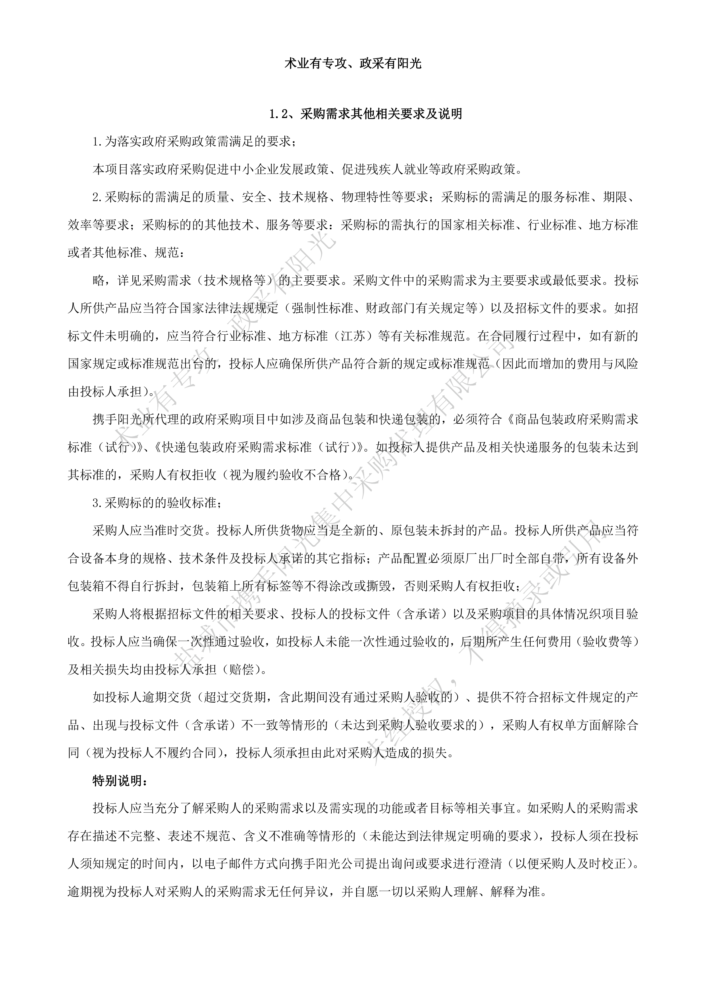 术业有专攻、政采有阳光
1.2、采购需求其他相关要求及说明
1.为落实政府采购政策需满足的要求；
本项目落实政府采购促进中小企业发展政策、促进残疾人就业等政府采购政策。
2.采购标的需满足的质量、安全、技术规格、物理特性等要求；采购标的需满足的服务标准、期限、
效率等要求；采购标的的其他技术、服务等要求：采购标的需执行的国家相关标准、行业标准、地方标准
或者其他标准、规范：
略，详见采购需求（技术规格等）的主要要求。采购文件中的采购需求为主要要求或最低要求。投标
人所供产品应当符合国家法律法规规定（强制性标准、财政部门有关规定等）以及招标文件的要求。如招
标文件未明确的，应当符合行业标准、地方标准（江苏）等有关标准规范。在合同履行过程中，如有新的
国家规定或标准规范出台的，投标人应确保所供产品符合新的规定或标准规范（因此而增加的费用与风险
由投标人承担）。
携手阳光所代理的政府采购项目中如涉及商品包装和快递包装的，必须符合《商品包装政府采购需求
标准（试行）》、《快递包装政府采购需求标准（试行）》。如投标人提供产品及相关快递服务的包装未达到
其标准的，采购人有权拒收（视为履约验收不合格）。
3.采购标的的验收标准；
采购人应当准时交货。投标人所供货物应当是全新的、原包装未拆封的产品。投标人所供产品应当符
合设备本身的规格、技术条件及投标人承诺的其它指标；产品配置必须原厂出厂时全部自带，所有设备外
包装箱不得自行拆封，包装箱上所有标签等不得涂改或撕毁，否则采购人有权拒收；
采购人将根据招标文件的相关要求、投标人的投标文件（含承诺）以及采购项目的具体情况织项目验
收。投标人应当确保一次性通过验收，如投标人未能一次性通过验收的，后期所产生任何费用（验收费等）
及相关损失均由投标人承担（赔偿）。
如投标人逾期交货（超过交货期，含此期间没有通过采购人验收的）、提供不符合招标文件规定的产
品、出现与投标文件（含承诺）不一致等情形的（未达到采购人验收要求的），采购人有权单方面解除合
同（视为投标人不履约合同），投标人须承担由此对采购人造成的损失。
特别说明：
投标人应当充分了解采购人的采购需求以及需实现的功能或者目标等相关事宜。如采购人的采购需求
存在描述不完整、表述不规范、含义不准确等情形的（未能达到法律规定明确的要求），投标人须在投标
人须知规定的时间内，以电子邮件方式向携手阳光公司提出询问或要求进行澄清（以便采购人及时校正）。
逾期视为投标人对采购人的采购需求无任何异议，并自愿一切以采购人理解、解释为准。
术业有专攻 政采有阳光
盐城市携手阳光集中采购代理有限公司
未经授权，不得摘录或引用